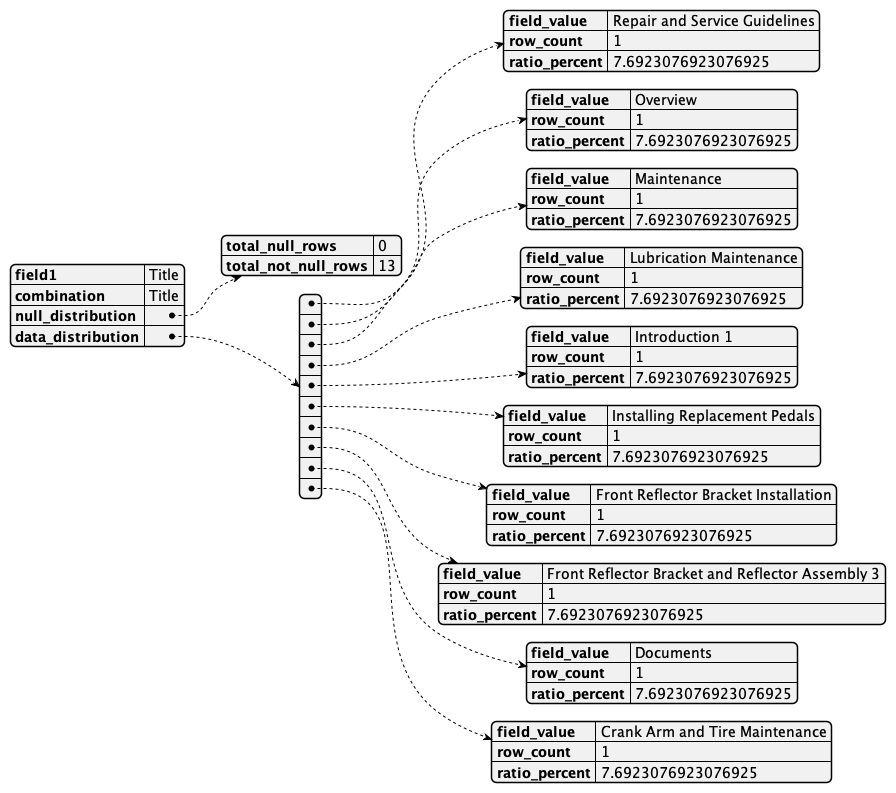 field1 Title
combination Title
null_distribution
data_distribution
total_null_rows 0
total_not_null_rows 13
field_value Repair and Service Guidelines
row_count 1
ratio_percent 7.6923076923076925
field_value Overview
row_count 1
ratio_percent 7.6923076923076925
field_value Maintenance
row_count 1
ratio_percent 7.6923076923076925
field_value Lubrication Maintenance
row_count 1
ratio_percent 7.6923076923076925
field_value Introduction 1
row_count 1
ratio_percent 7.6923076923076925
field_value Installing Replacement Pedals
row_count 1
ratio_percent 7.6923076923076925
field_value Front Reflector Bracket Installation
row_count 1
ratio_percent 7.6923076923076925
field_value Front Reflector Bracket and Reflector Assembly 3
row_count 1
ratio_percent 7.6923076923076925
field_value Documents
row_count 1
ratio_percent 7.6923076923076925
field_value Crank Arm and Tire Maintenance
row_count 1
ratio_percent 7.6923076923076925